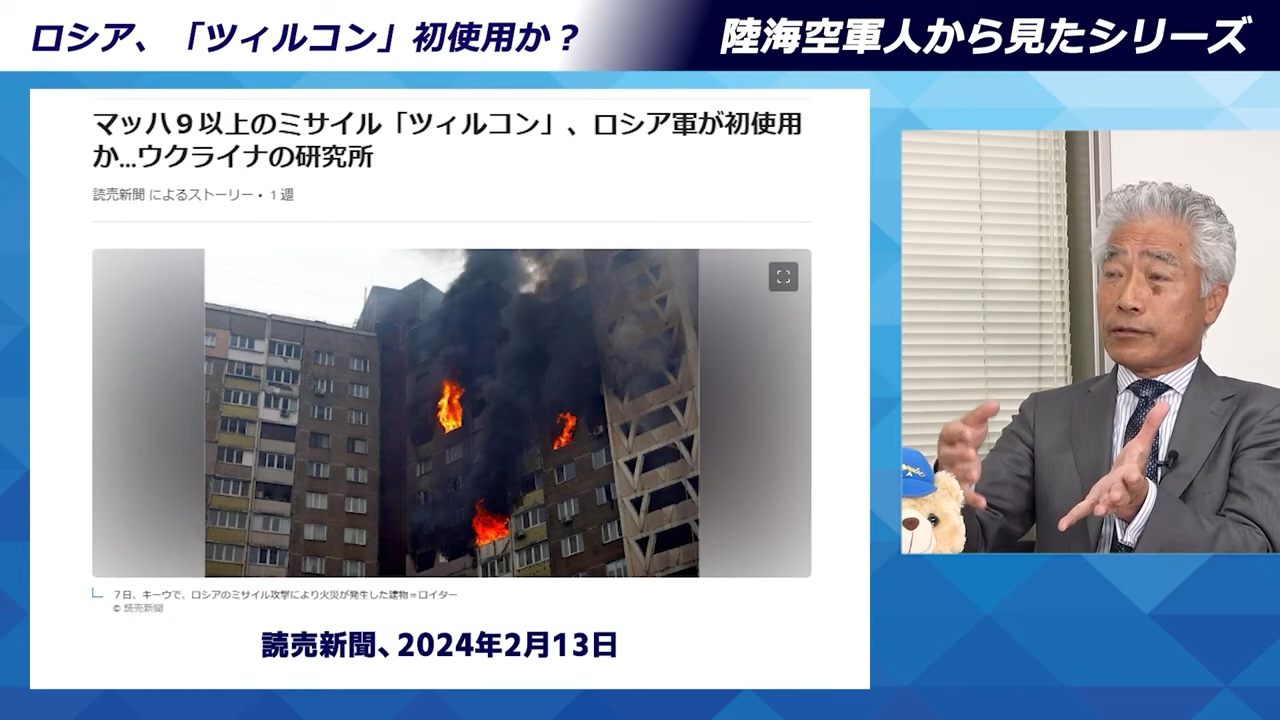 ロシア、「ツィルコン」初使用か？
陸海空軍人から見たシリーズ
マッハ９以上のミサイル「ツィルコン」、ロシア軍が初使用
か...ウクライナの研究所
読売新聞 によるストーリー・１週
７日、キーウで、ロシアのミサイル攻撃により火災が発生した建物＝ロイター
© 読売新聞
読売新聞、2024年2月13日